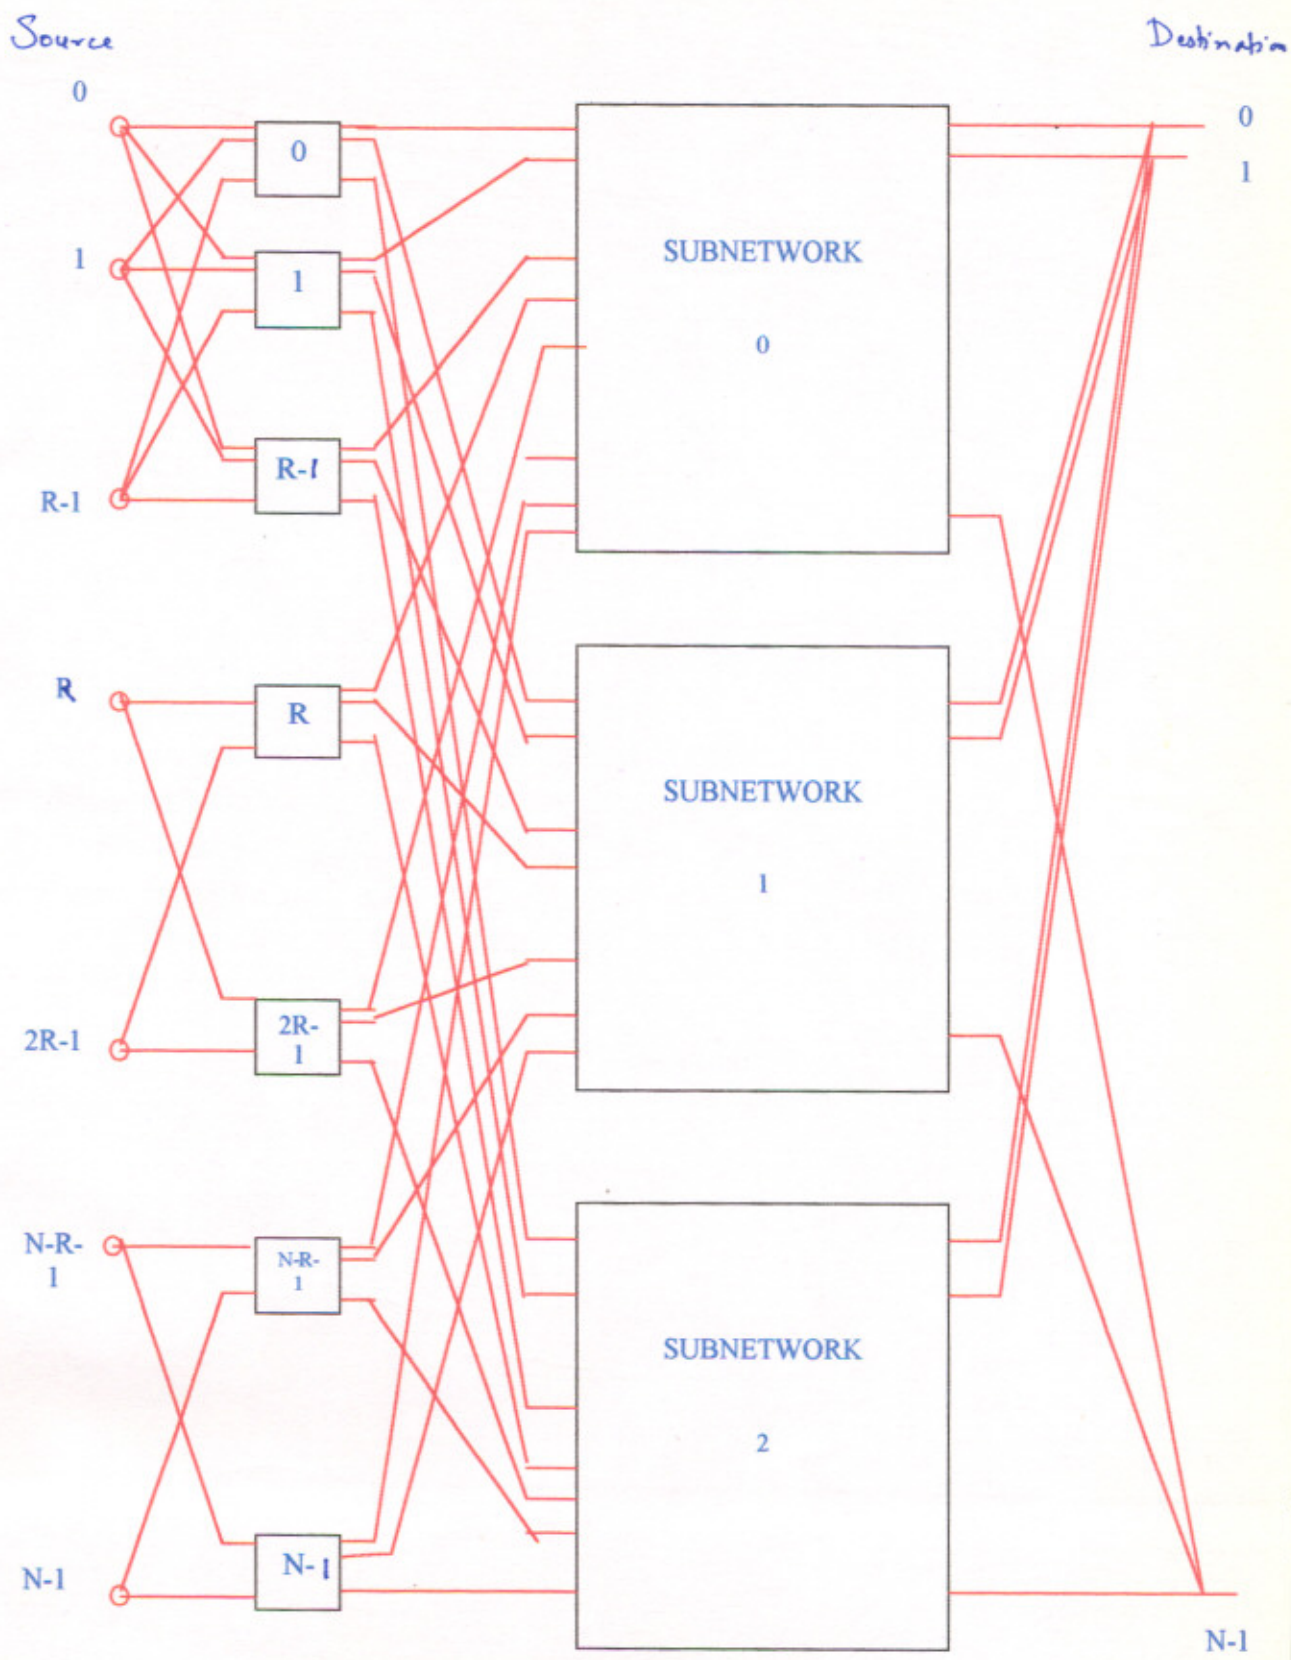 Source
Destination
0
0
0
1
1
1
R-1
R-1
R
R
2R-1
2R-
1
N-R-
1
N-R-
1
N-1
N-1
SUBNETWORK
0
SUBNETWORK
1
SUBNETWORK
2
N-1